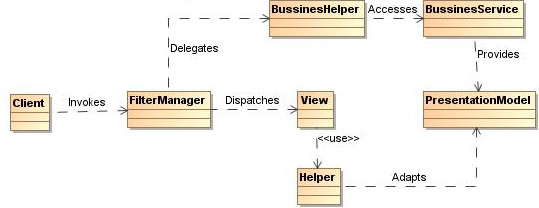 BussinesHelper
Accesses
BussinesService
Delegates
Provides
Client
Invokes
FilterManager
Dispatches
View
PresentationModel
<<use>>
Helper
Adapts